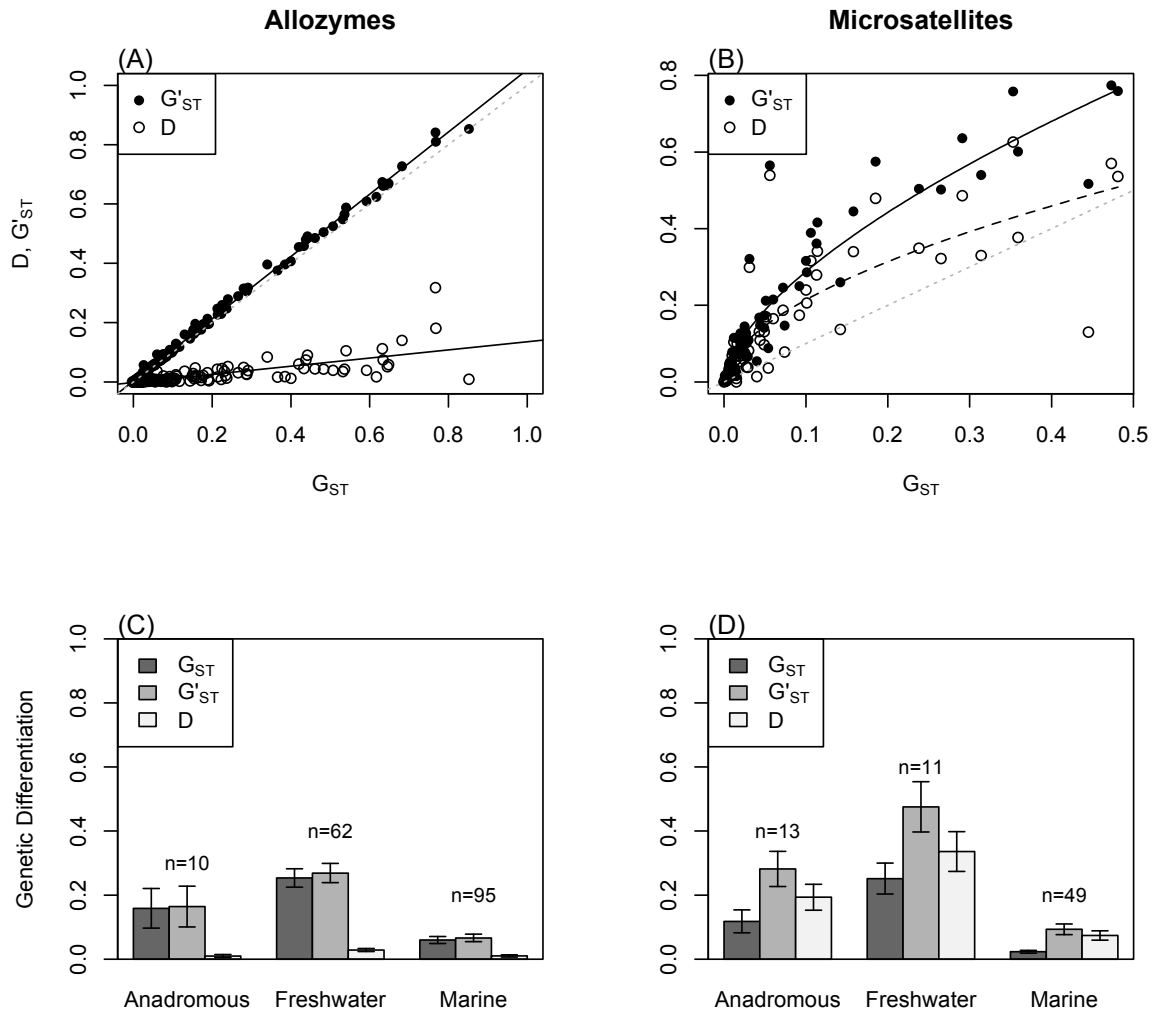 Allozymes
Microsatellites
(A)
G'ST
D
D, G'ST
0.0 0.2 0.4 0.6 0.8 1.0
0.0 0.2 0.4 0.6 0.8 1.0
GST
(B)
G'ST
D
0.0 0.2 0.4 0.6 0.8
0.0 0.1 0.2 0.3 0.4 0.5
GST
(C)
GST
G'ST
D
Genetic Differentiation
0.0 0.2 0.4 0.6 0.8 1.0
n=10
n=62
n=95
Anadromous Freshwater Marine
(D)
GST
G'ST
D
0.0 0.2 0.4 0.6 0.8 1.0
n=13
n=11
n=49
Anadromous Freshwater Marine